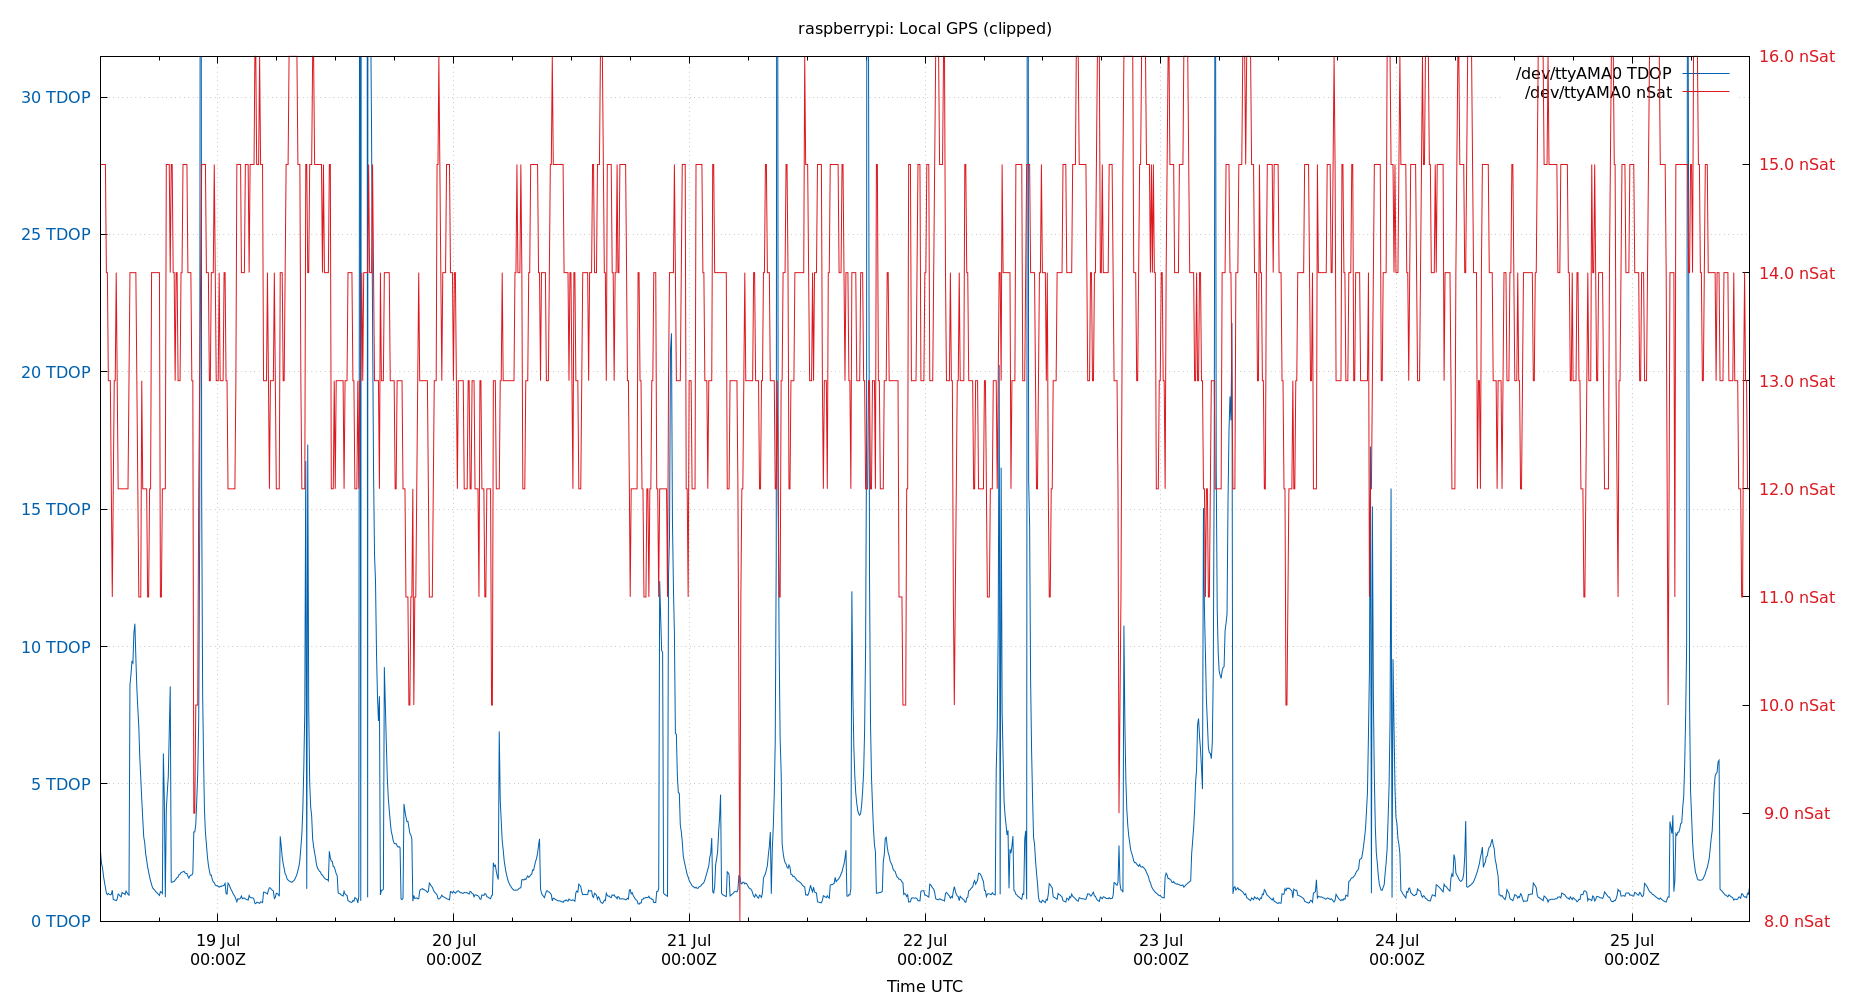 raspberrypi: Local GPS (clipped)
/dev/ttyAMA0 TDOP
/dev/ttyAMA0 nSat
30 TDOP
25 TDOP
20 TDOP
15 TDOP
10 TDOP
5 TDOP
0 TDOP
16.0 nSat
15.0 nSat
14.0 nSat
13.0 nSat
12.0 nSat
11.0 nSat
10.0 nSat
9.0 nSat
8.0 nSat
19 Jul 20 Jul 21 Jul 22 Jul 23 Jul 24 Jul 25 Jul
00:00Z 00:00Z 00:00Z 00:00Z 00:00Z 00:00Z 00:00Z
Time UTC